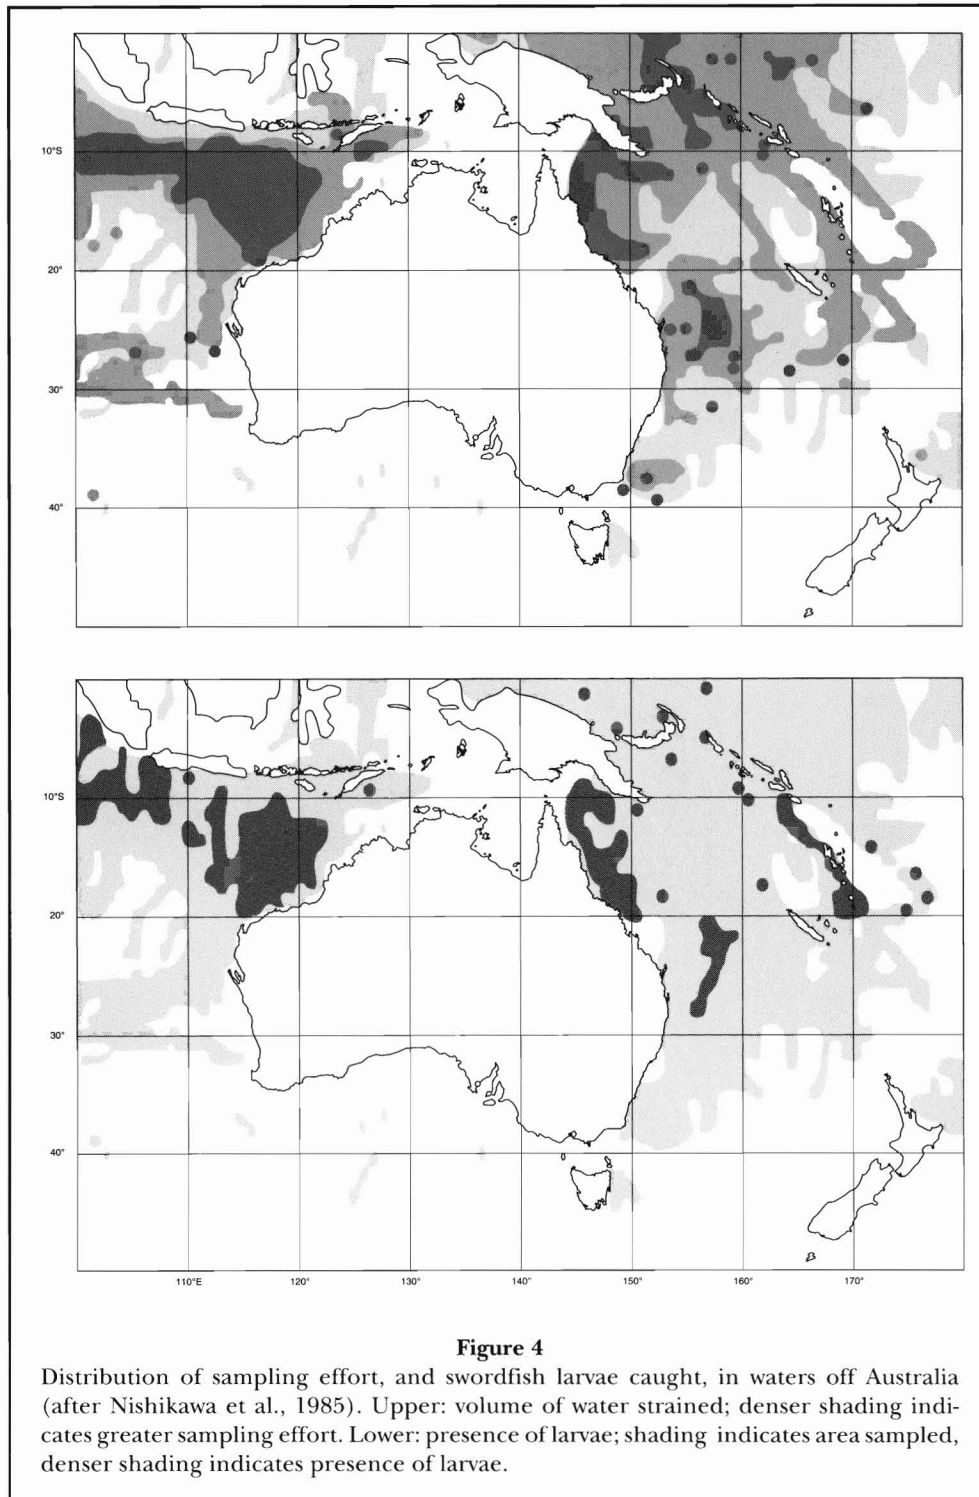 10°S
20°
30°
40°
10°S
20°
30°
40°
110°E 120° 130° 140° 150° 160° 170°
Figure 4
Distribution of sampling effort, and swordfish larvae caught, in waters off Australia
(after Nishikawa et al., 1985). Upper: volume of water strained; denser shading indi-
cates greater sampling effort. Lower: presence of larvae; shading indicates area sampled,
denser shading indicates presence of larvae.